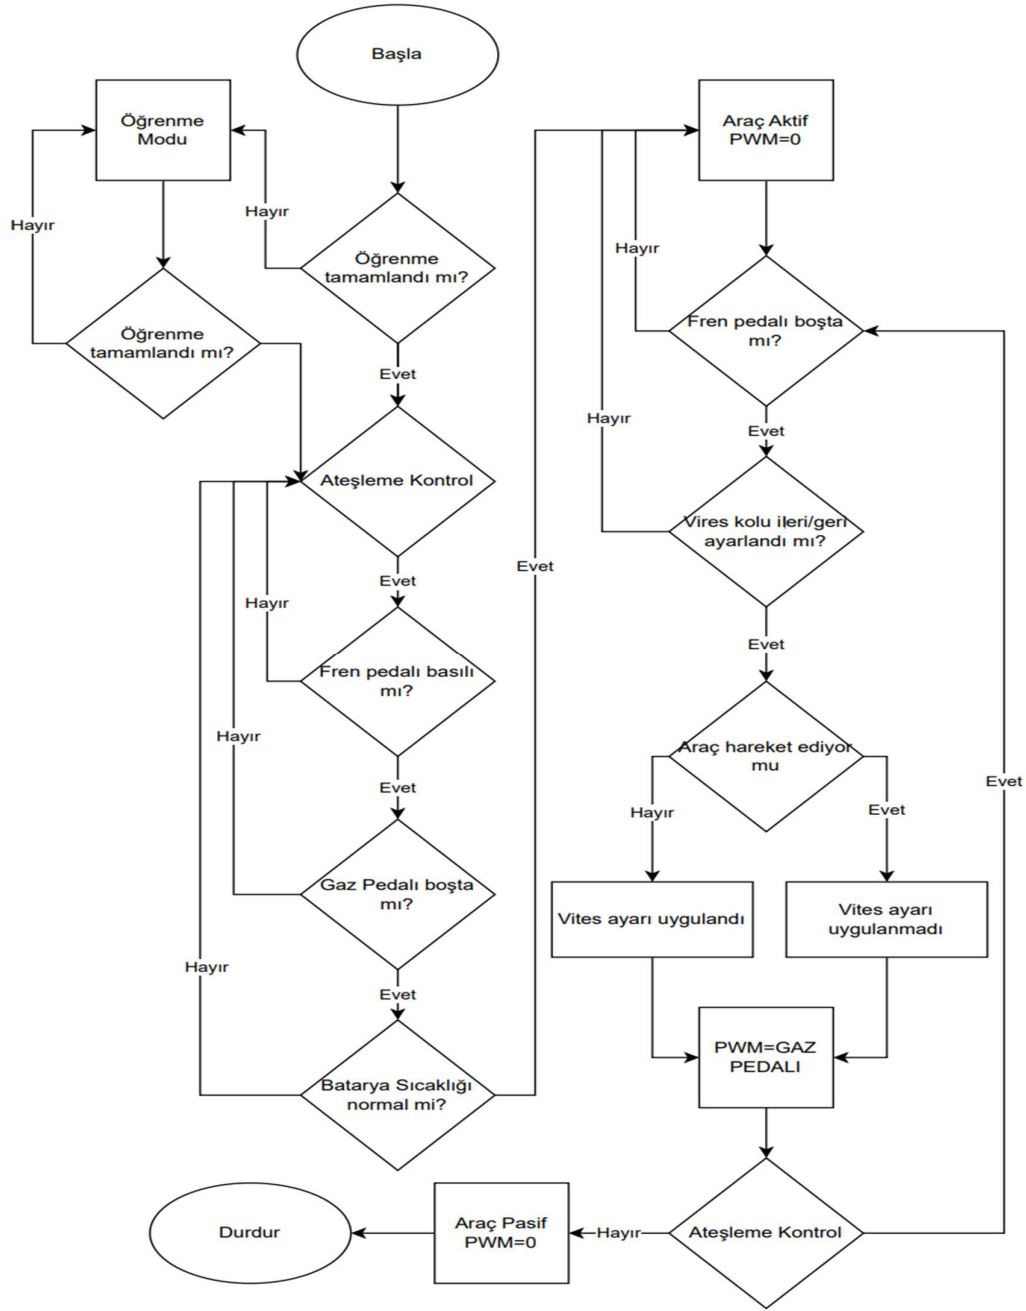 Başla
Öğrenme
Modu
Hayır
Hayır
Öğrenme
tamamlandı mı?
Öğrenme
tamamlandı mı?
Evet
Ateşleme Kontrol
Evet
Hayır
Fren pedalı basılı
mı?
Hayır
Evet
Gaz Pedalı boşta
mı?
Hayır
Evet
Batarya Sıcaklığı
normal mi?
Evet
Araç Aktif
PWM=0
Hayır
Fren pedalı boşta
mı?
Hayır
Evet
Vires kolu ileri/geri
ayarlandı mı?
Evet
Araç hareket ediyor
mu
Hayır
Evet
Evet
Vites ayarı uygulandı
Vites ayarı
uygulanmadı
PWM=GAZ
PEDALI
Ateşleme Kontrol
Hayır
Araç Pasif
PWM=0
Durdur